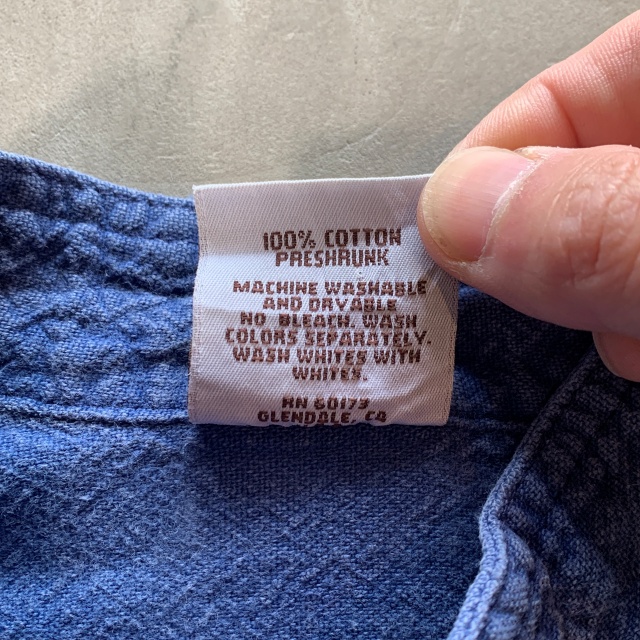 100% COTTON
PRESHRUNK
MACHINE WASHABLE
AND DRYABLE
NO BLEACH. WASH
COLORS SEPARATELY.
WASH WHITES WITH
WHITES.
RN 60173
GLENDALE, CA